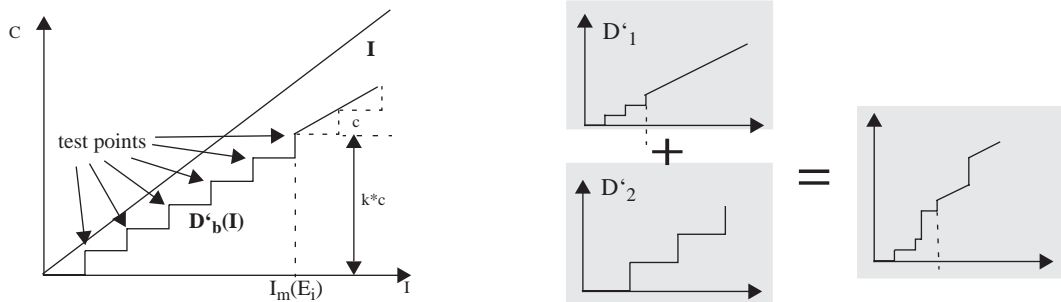 C
I
test points
c
k*c
D‘b(I)
Im(Ei)
I
D‘1
+
D‘2
=